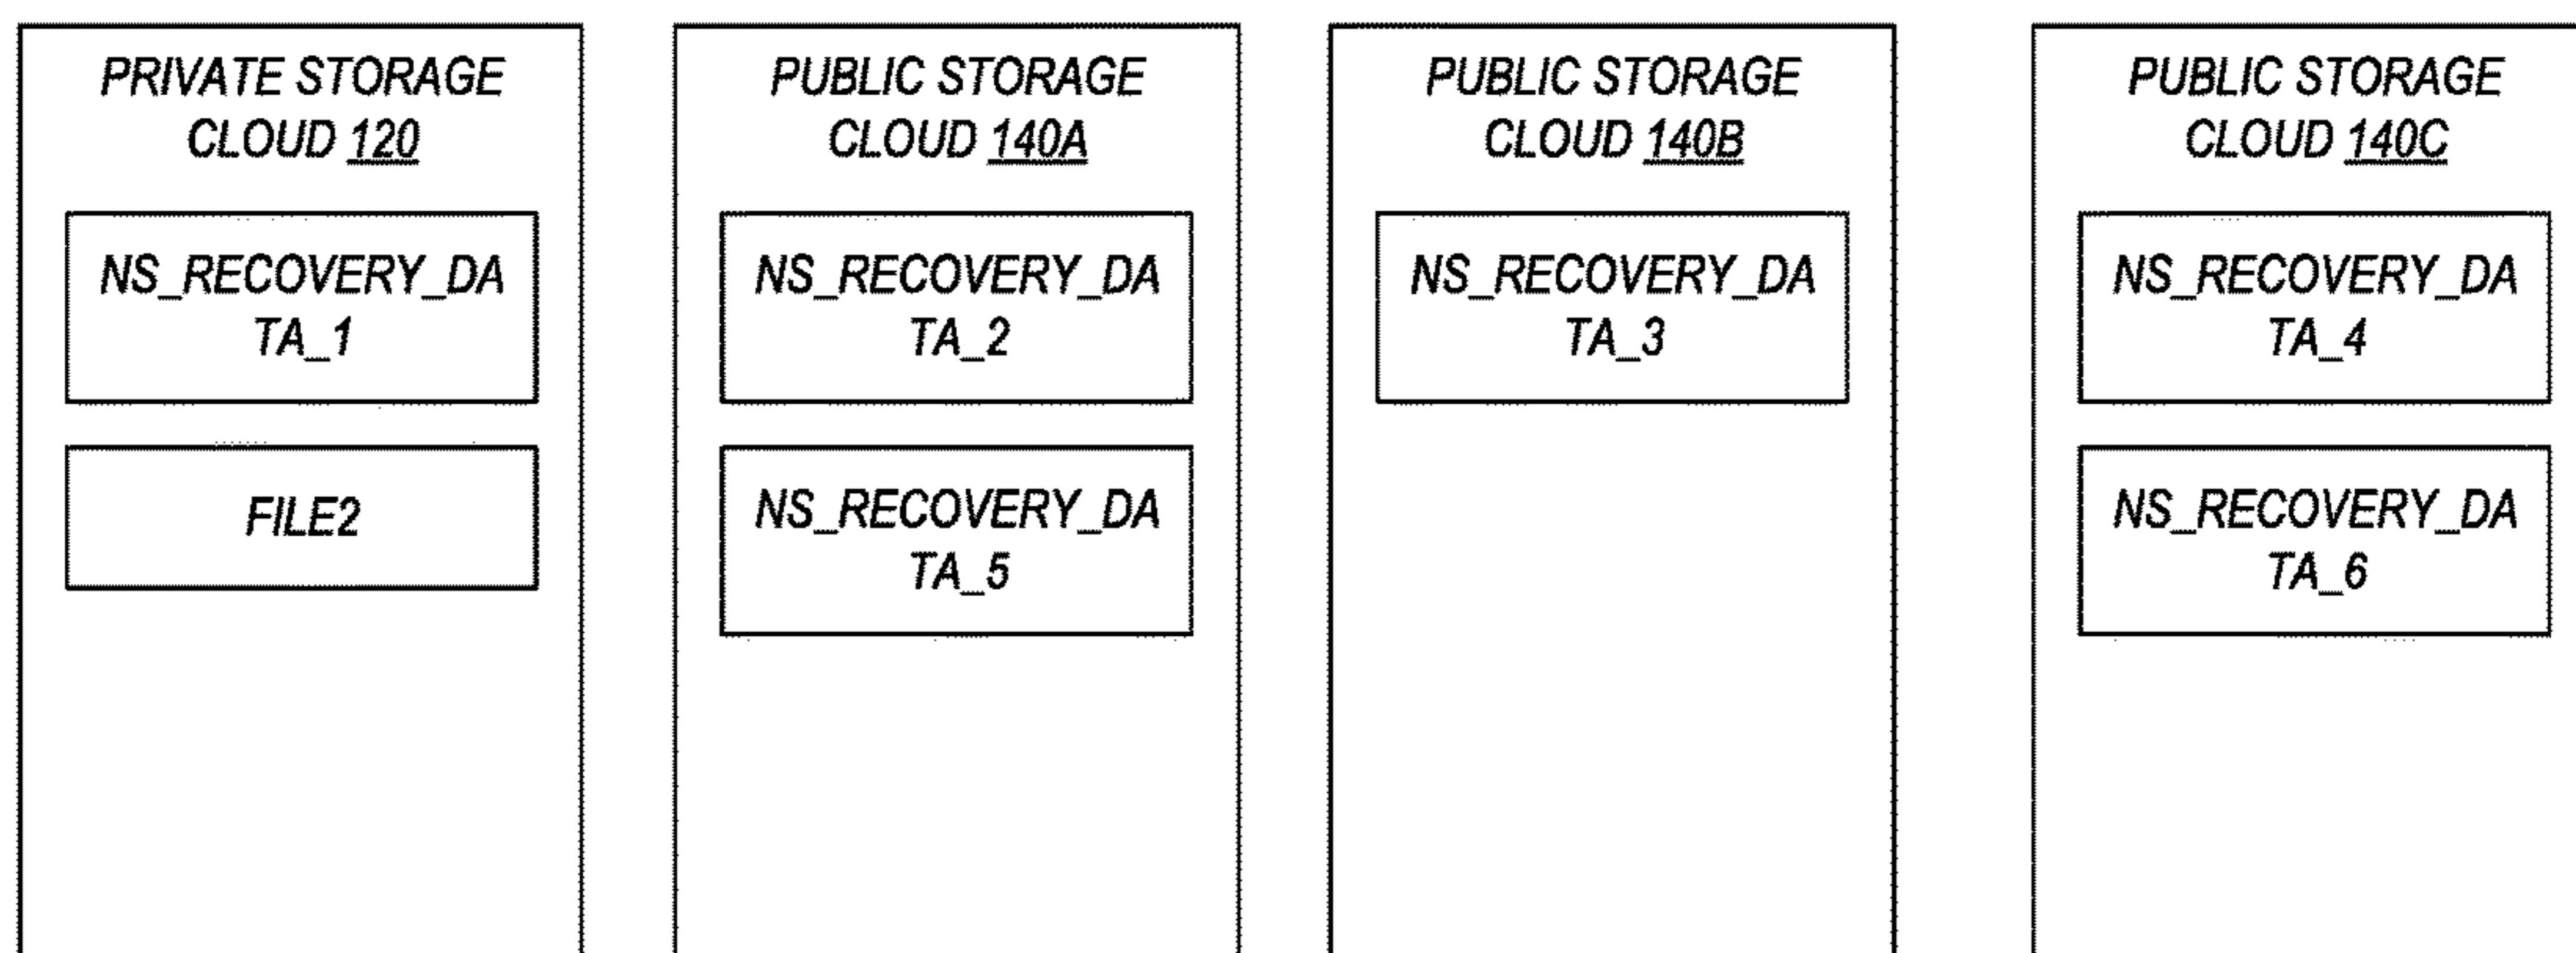 PRIVATE STORAGE
CLOUD 120
NS_RECOVERY_DA
TA_1
FILE2
PUBLIC STORAGE
CLOUD 140A
NS_RECOVERY_DA
TA_2
NS_RECOVERY_DA
TA_5
PUBLIC STORAGE
CLOUD 140B
NS_RECOVERY_DA
TA_3
PUBLIC STORAGE
CLOUD 140C
NS_RECOVERY_DA
TA_4
NS_RECOVERY_DA
TA_6